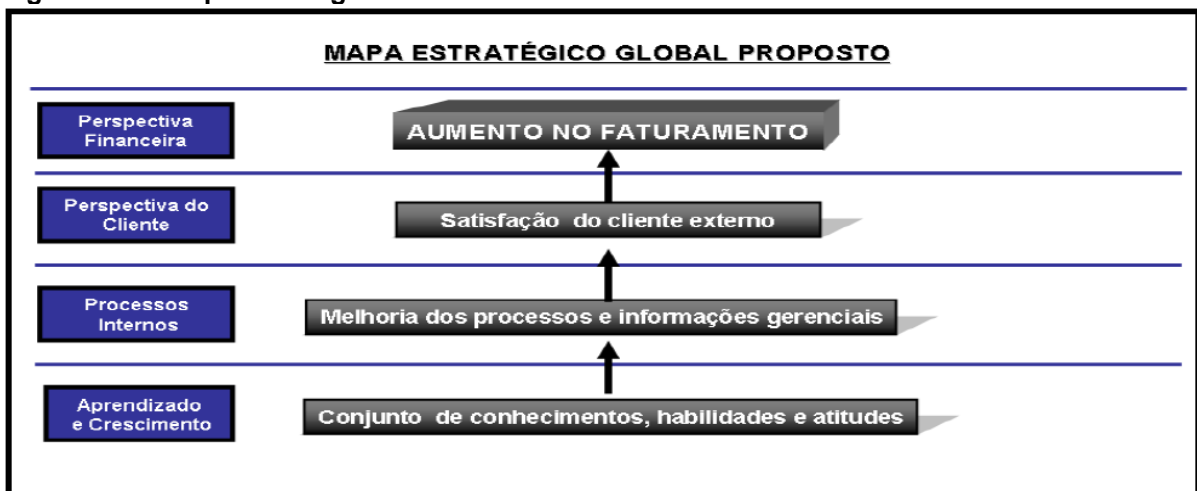 MAPA ESTRATÉGICO GLOBAL PROPOSTO
Perspectiva
Financeira
AUMENTO NO FATURAMENTO
Perspectiva do
Cliente
Satisfação do cliente externo
Processos
Internos
Melhoria dos processos e informações gerenciais
Aprendizado
e Crescimento
Conjunto de conhecimentos, habilidades e atitudes